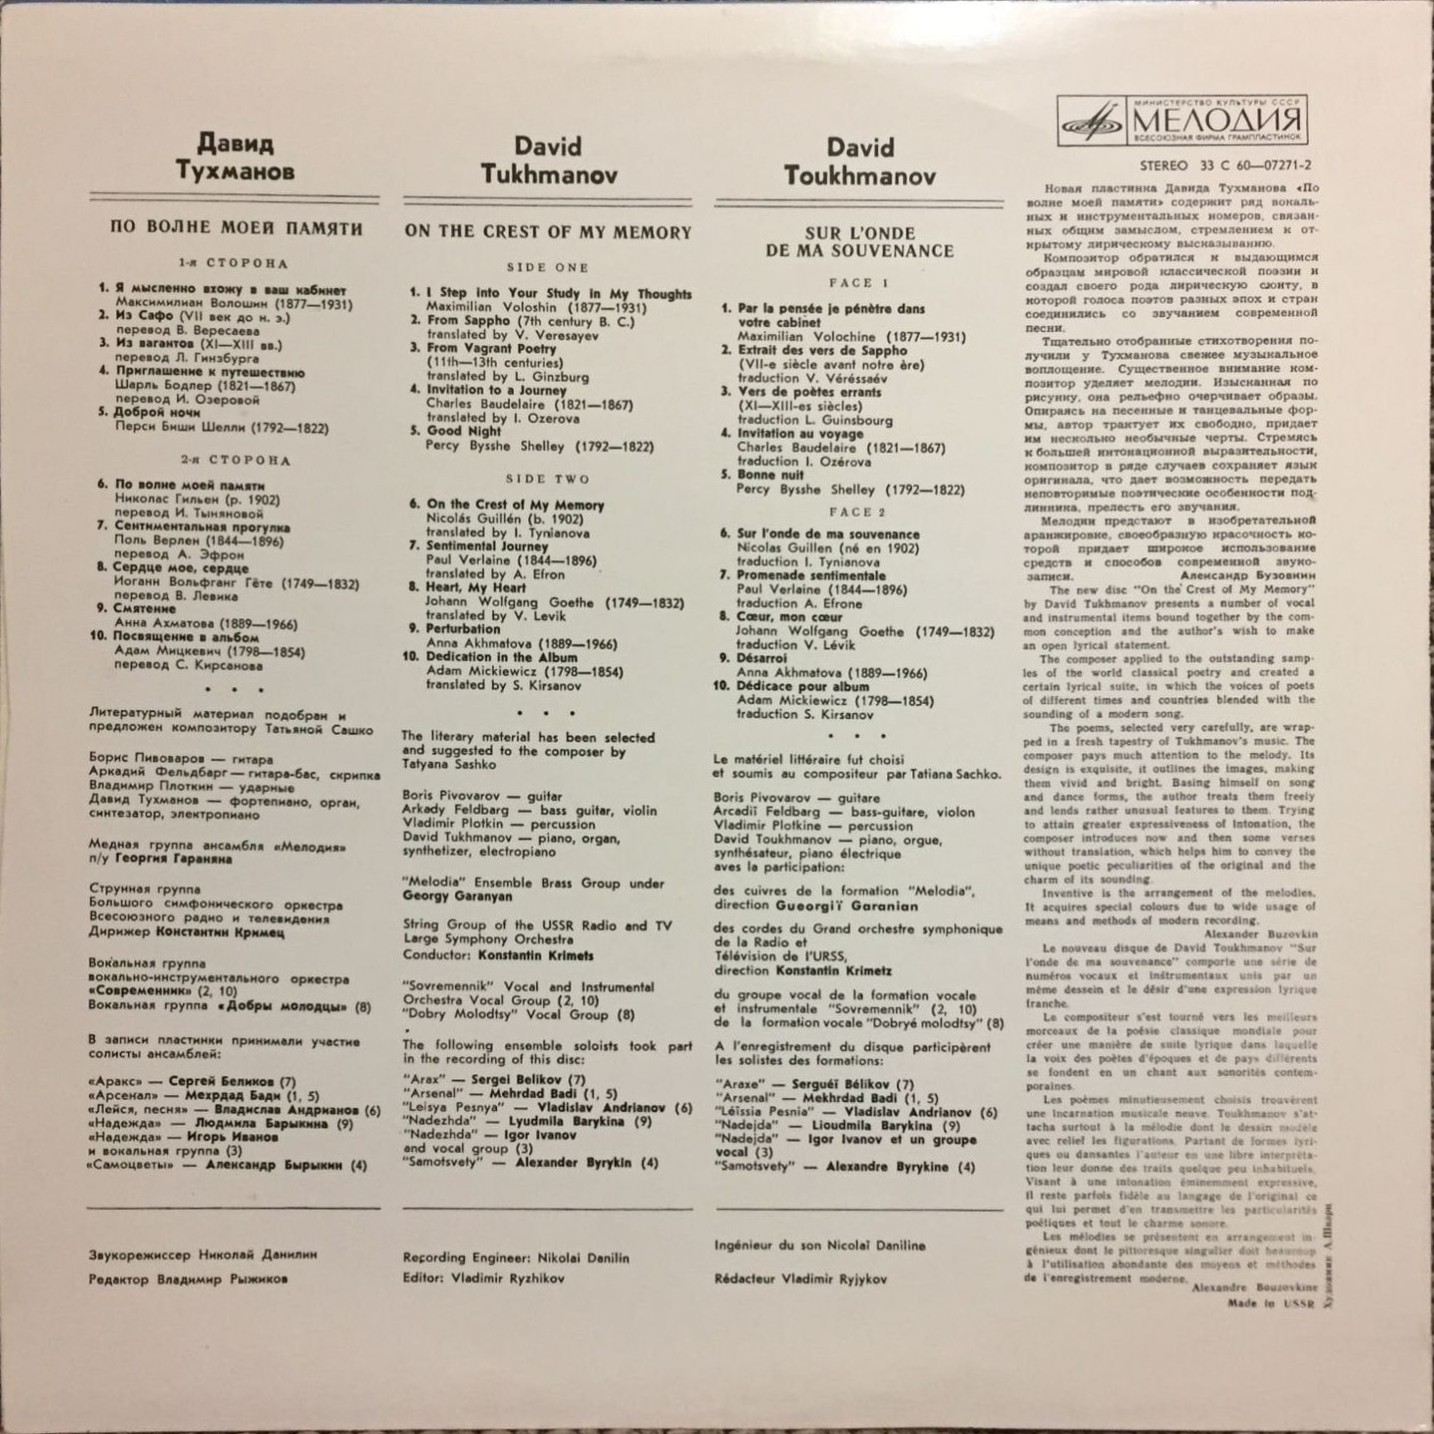 Давид
Тухманов
ПО ВОЛНЕ МОЕЙ ПАМЯТИ
1-я СТОРОНА
1. Я мысленно вхожу в ваш кабинет
Максимилиан Волошин (1877—1931)
2. Из Сафо (VII век до н. э.)
перевод В. Вересаева
3. Из вагантов (XI—XIII вв.)
перевод Л. Гинзбурга
4. Приглашение к путешествию
Шарль Бодлер (1821—1867)
перевод И. Озеровой
5. Доброй ночи
Перси Биши Шелли (1792—1822)
2-я СТОРОНА
6. По волне моей памяти
Николас Гильен (р. 1902)
перевод И. Тыняновой
7. Сентиментальная прогулка
Поль Верлен (1844—1896)
перевод А. Эфрон
8. Сердце мое, сердце
Иоганн Вольфганг Гёте (1749—1832)
перевод В. Левика
9. Смятение
Анна Ахматова (1889—1966)
10. Посвящение в альбом
Адам Мицкевич (1798—1854)
перевод С. Кирсанова
• • •
Литературный материал подобран и
предложен композитору Татьяной Сашко
Борис Пивоваров — гитара
Аркадий Фельдбарг — гитара-бас, скрипка
Владимир Плоткин — ударные
Давид Тухманов — фортепиано, орган,
синтезатор, электропиано
Медная группа ансамбля «Мелодия»
п/у Георгия Гараняна
Струнная группа
Большого симфонического оркестра
Всесоюзного радио и телевидения
Дирижер Константин Кримец
Вокальная группа
вокально-инструментального оркестра
«Современник» (2, 10)
Вокальная группа «Добры молодцы» (8)
В записи пластинки принимали участие
солисты ансамблей:
«Аракс» — Сергей Беликов (7)
«Арсенал» — Мехрдад Бади (1, 5)
«Лейся, песня» — Владислав Андрианов (6)
«Надежда» — Людмила Барыкина (9)
«Надежда» — Игорь Иванов
и вокальная группа (3)
«Самоцветы» — Александр Бырыкин (4)
Звукорежиссер Николай Данилин
Редактор Владимир Рыжиков
David
Tukhmanov
ON THE CREST OF MY MEMORY
SIDE ONE
1. I Step into Your Study in My Thoughts
Maximilian Voloshin (1877—1931)
2. From Sappho (7th century B. C.)
translated by V. Veresayev
3. From Vagrant Poetry
(11th—13th centuries)
translated by L. Ginzburg
4. Invitation to a Journey
Charles Baudelaire (1821—1867)
translated by I. Ozerova
5. Good Night
Percy Bysshe Shelley (1792—1822)
SIDE TWO
6. On the Crest of My Memory
Nicolás Guillén (b. 1902)
translated by I. Tynianova
7. Sentimental Journey
Paul Verlaine (1844—1896)
translated by A. Efron
8. Heart, My Heart
Johann Wolfgang Goethe (1749—1832)
translated by V. Levik
9. Perturbation
Anna Akhmatova (1889—1966)
10. Dedication in the Album
Adam Mickiewicz (1798—1854)
translated by S. Kirsanov
• • •
The literary material has been selected
and suggested to the composer by
Tatyana Sashko
Boris Pivovarov — guitar
Arkady Feldbarg — bass guitar, violin
Vladimir Plotkin — percussion
David Tukhmanov — piano, organ,
synthetizer, electropiano
"Melodia" Ensemble Brass Group under
Georgy Garanyan
String Group of the USSR Radio and TV
Large Symphony Orchestra
Conductor: Konstantin Krimets
"Sovremennik" Vocal and Instrumental
Orchestra Vocal Group (2, 10)
"Dobry Molodtsy" Vocal Group (8)
The following ensemble soloists took part
in the recording of this disc:
"Arax" — Sergei Belikov (7)
"Arsenal" — Mehrdad Badi (1, 5)
"Leisya Pesnya" — Vladislav Andrianov (6)
"Nadezhda" — Lyudmila Barykina (9)
"Nadezhda" — Igor Ivanov
and vocal group (3)
"Samotsvety" — Alexander Byrykin (4)
Recording Engineer: Nikolai Danilin
Editor: Vladimir Ryzhikov
David
Toukhmanov
SUR L'ONDE
DE MA SOUVENANCE
FACE 1
1. Par la pensée je pénètre dans
votre cabinet
Maximilian Volochine (1877—1931)
2. Extrait des vers de Sappho
(VII-e siècle avant notre ère)
traduction V. Véréssaév
3. Vers de poètes errants
(XI—XIII-es siècles)
traduction L. Guinsbourg
4. Invitation au voyage
Charles Baudelaire (1821—1867)
traduction I. Ozérova
5. Bonne nuit
Percy Bysshe Shelley (1792—1822)
FACE 2
6. Sur l'onde de ma souvenance
Nicolas Guillen (né en 1902)
traduction I. Tynianova
7. Promenade sentimentale
Paul Verlaine (1844—1896)
traduction A. Efrone
8. Cœur, mon cœur
Johann Wolfgang Goethe (1749—1832)
traduction V. Lévik
9. Désarroi
Anna Akhmatova (1889—1966)
10. Dédicace pour album
Adam Mickiewicz (1798—1854)
traduction S. Kirsanov
• • •
Le matériel littéraire fut choisi
et soumis au compositeur par Tatiana Sachko.
Boris Pivovarov — guitare
Arcadii Feldbarg — bass-guitare, violon
Vladimir Plotkine — percussion
David Toukhmanov — piano, orgue,
synthésateur, piano électrique
aves la participation:
des cuivres de la formation "Melodia",
direction Gueorgiï Garanian
des cordes du Grand orchestre symphonique
de la Radio et
Télévision de l'URSS,
direction Konstantin Krimetz
du groupe vocal de la formation vocale
et instrumentale "Sovremennik" (2, 10)
de la formation vocale "Dobryé molodtsy" (8)
A l'enregistrement du disque participèrent
les solistes des formations:
"Araxe" — Serguéï Bélikov (7)
"Arsenal" — Mekhrdad Badi (1, 5)
"Léïssia Pesnia" — Vladislav Andrianov (6)
"Nadejda" — Lioudmila Barykina (9)
"Nadejda" — Igor Ivanov et un groupe
vocal (3)
"Samotsvety" — Alexandre Byrykine (4)
Ingénieur du son Nicolaï Daniline
Rédacteur Vladimir Ryjykov
МИНИСТЕРСТВО КУЛЬТУРЫ СССР
МЕЛОДИЯ
ВСЕСОЮЗНАЯ ФИРМА ГРАМПЛАСТИНОК
STEREO 33 С 60—07271-2
Новая пластинка Давида Тухманова «По
волне моей памяти» содержит ряд вокаль-
ных и инструментальных номеров, связан-
ных общим замыслом, стремлением к от-
крытому лирическому высказыванию.
Композитор обратился к выдающимся
образцам мировой классической поэзии и
создал своего рода лирическую сюиту, в
которой голоса поэтов разных эпох и стран
соединились со звучанием современной
песни.
Тщательно отобранные стихотворения по-
лучили у Тухманова свежее музыкальное
воплощение. Существенное внимание ком-
позитор уделяет мелодии. Изысканная по
рисунку, она рельефно очерчивает образы.
Опираясь на песенные и танцевальные фор-
мы, автор трактует их свободно, придает
им несколько необычные черты. Стремясь
к большей интонационной выразительности,
композитор в ряде случаев сохраняет язык
оригинала, что дает возможность передать
неповторимые поэтические особенности под-
линника, прелесть его звучания.
Мелодии предстают в изобретательной
аранжировке, своеобразную красочность ко-
торой придает широкое использование
средств и способов современной звуко-
записи. Александр Бузовкин
The new disc "On the Crest of My Memory"
by David Tukhmanov presents a number of vocal
and instrumental items bound together by the com-
mon conception and the author's wish to make
an open lyrical statement.
The composer applied to the outstanding samp-
les of the world classical poetry and created a
certain lyrical suite, in which the voices of poets
of different times and countries blended with the
sounding of a modern song.
The poems, selected very carefully, are wrap-
ped in a fresh tapestry of Tukhmanov's music. The
composer pays much attention to the melody. Its
design is exquisite, it outlines the images, making
them vivid and bright. Basing himself on song
and dance forms, the author treats them freely
and lends rather unusual features to them. Trying
to attain greater expressiveness of intonation, the
composer introduces now and then some verses
without translation, which helps him to convey the
unique poetic peculiarities of the original and the
charm of its sounding.
Inventive is the arrangement of the melodies.
It acquires special colours due to wide usage of
means and methods of modern recording.
Alexander Buzovkin
Le nouveau disque de David Toukhmanov "Sur
l'onde de ma souvenance" comporte une série de
numéros vocaux et instrumentaux unis par un
même dessein et le désir d'une expression lyrique
franche.
Le compositeur s'est tourné vers les meilleurs
morceaux de la poésie classique mondiale pour
créer une manière de suite lyrique dans laquelle
la voix des poètes d'époques et de pays différents
se fondent en un chant aux sonorités contem-
poraines.
Les poèmes minutieusement choisis trouvèrent
une incarnation musicale neuve. Toukhmanov s'at-
tacha surtout à la mélodie dont le dessin modèle
avec relief les figurations. Partant de formes lyri-
ques ou dansantes l'auteur en une libre interpréta-
tion leur donne des traits quelque peu inhabituels.
Visant à une intonation éminemment expressive,
il reste parfois fidèle au langage de l'original ce
qui lui permet d'en transmettre les particularités
poétiques et tout le charme sonore.
Les mélodies se présentent en arrangement in-
génieux dont le pittoresque singulier doit beaucoup
à l'utilisation abondante des moyens et méthodes
de l'enregistrement moderne.
Alexandre Bouzovkine
Made in USSR
Художник А. Шварц